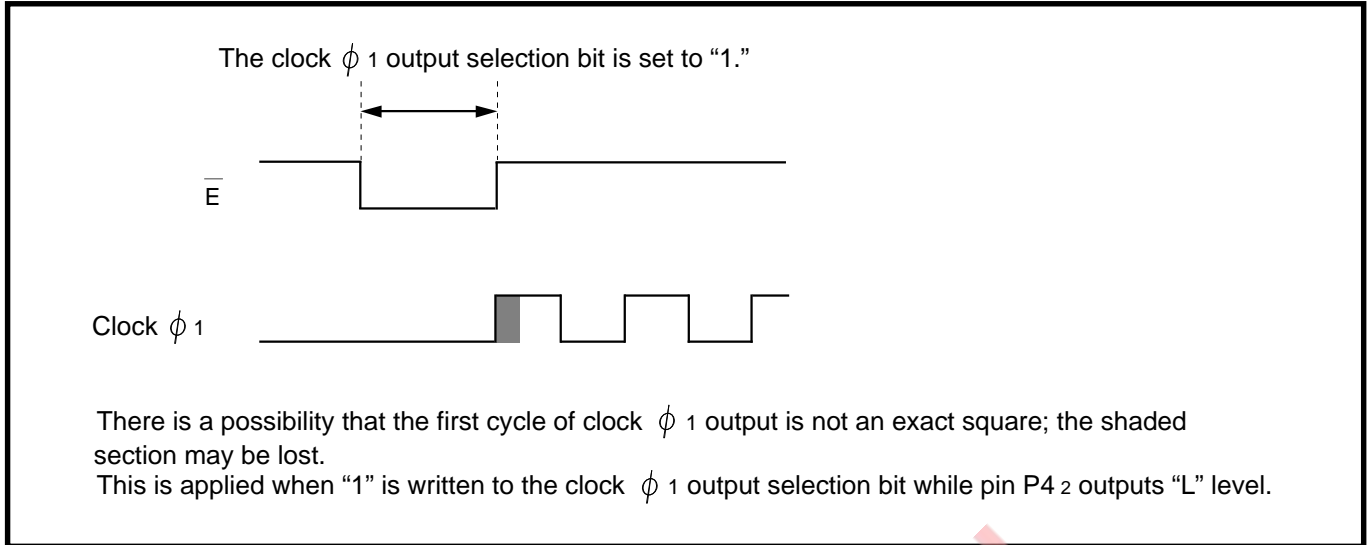 The clock ϕ 1 output selection bit is set to “1.”
E̅
Clock ϕ 1
There is a possibility that the first cycle of clock ϕ 1 output is not an exact square; the shaded
section may be lost.
This is applied when “1” is written to the clock ϕ 1 output selection bit while pin P4 2 outputs “L” level.